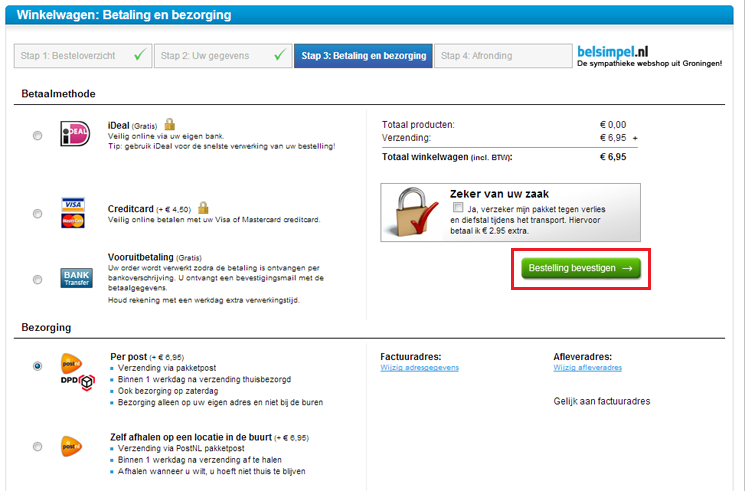 Winkelwagen: Betaling en bezorging
Stap 1: Besteloverzicht
Stap 2: Uw gegevens
Stap 3: Betaling en bezorging
Stap 4: Afronding
belsimpel.nl
De sympathieke webshop uit Groningen!
Betaalmethode
iDEAL
iDeal (Gratis)
Veilig online via uw eigen bank.
Tip: gebruik iDeal voor de snelste verwerking van uw bestelling!
VISA
MasterCard
Creditcard (+ € 4,50)
Veilig online betalen met uw Visa of Mastercard creditcard.
BANK
Transfer
Vooruitbetaling (Gratis)
Uw order wordt verwerkt zodra de betaling is ontvangen per
bankoverschrijving. U ontvangt een bevestigingsmail met de
betaalgegevens.
Houd rekening met een werkdag extra verwerkingstijd.
Totaal producten: € 0,00
Verzending: € 6,95 +
Totaal winkelwagen (incl. BTW): € 6,95
Zeker van uw zaak
Ja, verzeker mijn pakket tegen verlies
en diefstal tijdens het transport. Hiervoor
betaal ik € 2.95 extra.
Bestelling bevestigen →
Bezorging
postnl
DPD
Per post (+ € 6,95)
Verzending via pakketpost
Binnen 1 werkdag na verzending thuisbezorgd
Ook bezorging op zaterdag
Bezorging alleen op uw eigen adres en niet bij de buren
Factuuradres:
Wijzig adresgegevens
Afleveradres:
Wijzig afleveradres
Gelijk aan factuuradres
postnl
Zelf afhalen op een locatie in de buurt (+ € 6,95)
Verzending via PostNL pakketpost
Binnen 1 werkdag na verzending af te halen
Afhalen wanneer u wilt, u hoeft niet thuis te blijven